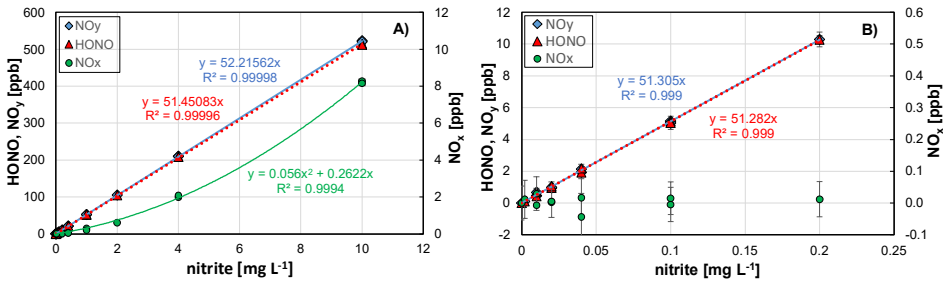 A)
NOy
HONO
NOx
y = 52.21562x
R² = 0.99998
y = 51.45083x
R² = 0.99996
y = 0.056x² + 0.2622x
R² = 0.9994
600
500
400
300
200
100
0
12
10
8
6
4
2
0
0 2 4 6 8 10 12
HONO, NOy [ppb]
NOx [ppb]
nitrite [mg L⁻¹]
B)
NOy
HONO
NOx
y = 51.305x
R² = 0.999
y = 51.282x
R² = 0.999
12
10
8
6
4
2
0
-2
0.6
0.5
0.4
0.3
0.2
0.1
0.0
-0.1
0 0.05 0.1 0.15 0.2 0.25
HONO, NOy [ppb]
NOx [ppb]
nitrite [mg L⁻¹]